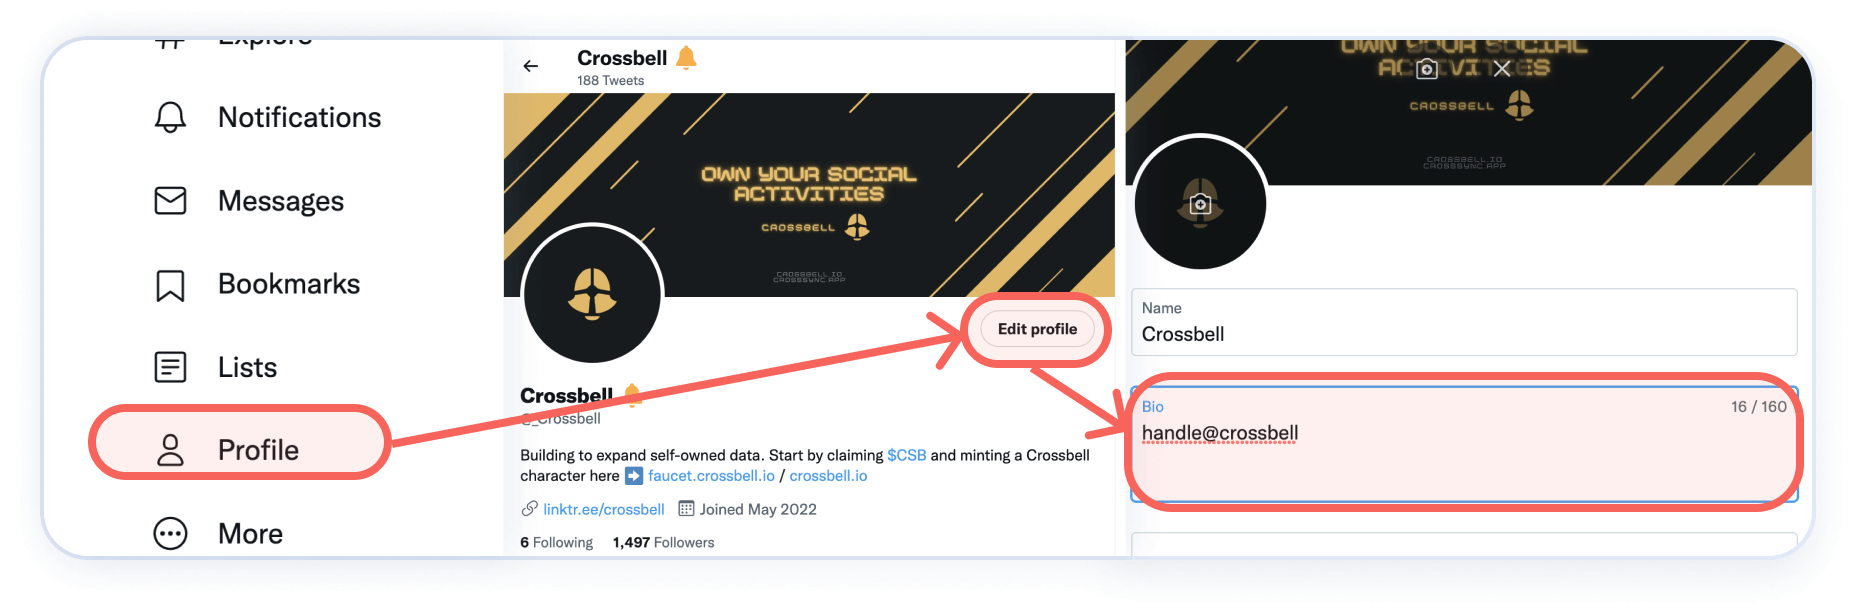 Explore
Notifications
Messages
Bookmarks
Lists
Profile
More
Crossbell
188 Tweets
OWN YOUR SOCIAL
ACTIVITIES
CROSSBELL
CROSSBELL.IO
CROSSSYNC.APP
Edit profile
Crossbell
@_Crossbell
Building to expand self-owned data. Start by claiming $CSB and minting a Crossbell
character here ➡ faucet.crossbell.io / crossbell.io
linktr.ee/crossbell Joined May 2022
6 Following 1,497 Followers
OWN YOUR SOCIAL
ACTIVITIES
CROSSBELL
CROSSBELL.IO
CROSSSYNC.APP
Name
Crossbell
Bio 16 / 160
handle@crossbell